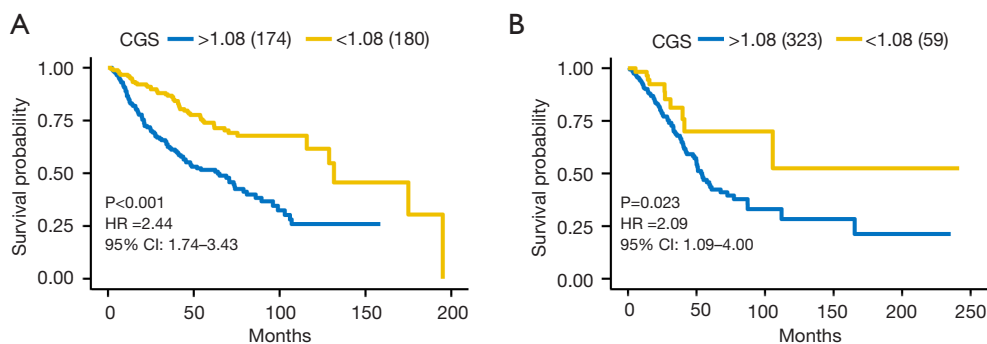 A
CGS >1.08 (174) <1.08 (180)
1.00
0.75
0.50
0.25
0.00
Survival probability
P<0.001
HR =2.44
95% CI: 1.74–3.43
0 50 100 150 200
Months
B
CGS >1.08 (323) <1.08 (59)
1.00
0.75
0.50
0.25
0.00
Survival probability
P=0.023
HR =2.09
95% CI: 1.09–4.00
0 50 100 150 200 250
Months